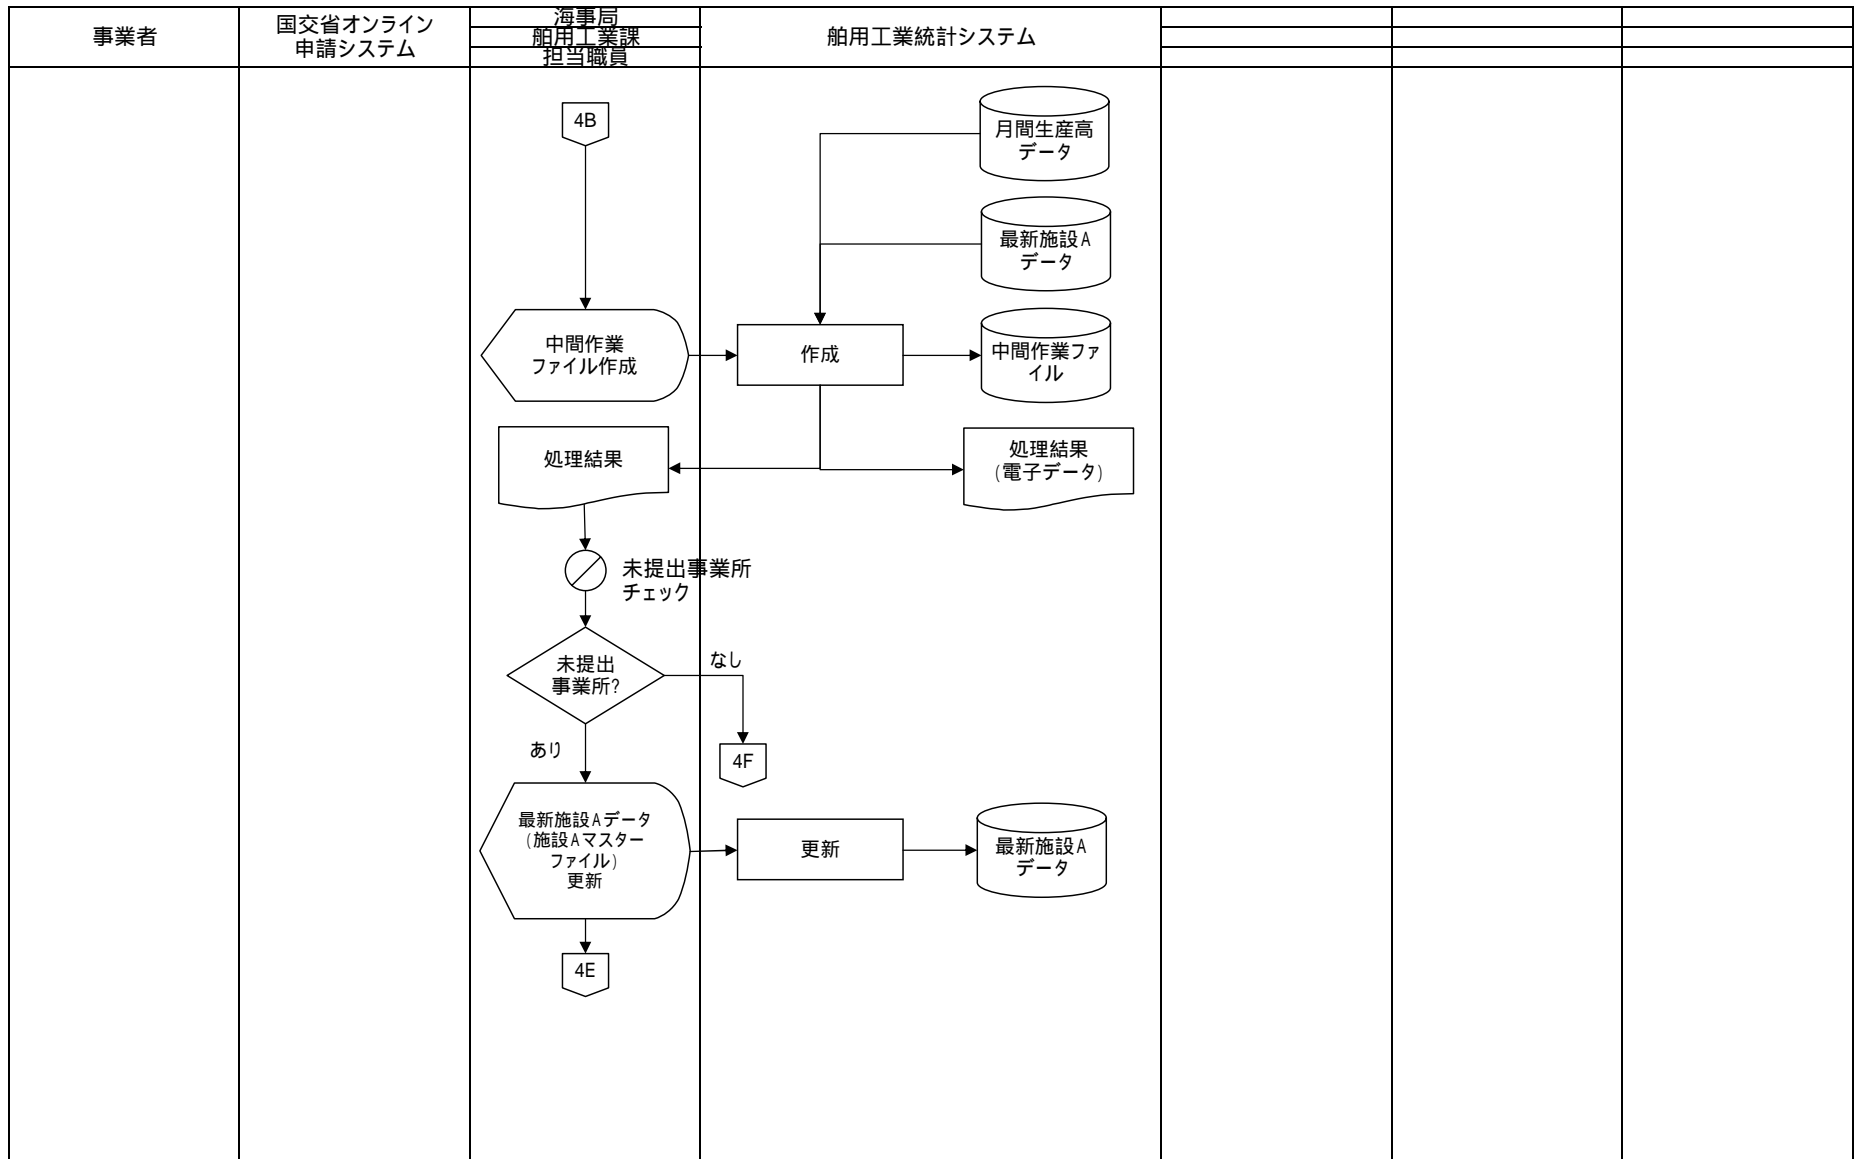 事業者
国交省オンライン
申請システム
海事局
舶用工業課
担当職員
舶用工業統計システム
4B
月間生産高
データ
最新施設A
データ
中間作業
ファイル作成
作成
中間作業ファ
イル
処理結果
処理結果
(電子データ)
未提出事業所
チェック
未提出
事業所?
なし
あり
4F
最新施設Aデータ
(施設Aマスター
ファイル)
更新
更新
最新施設A
データ
4E